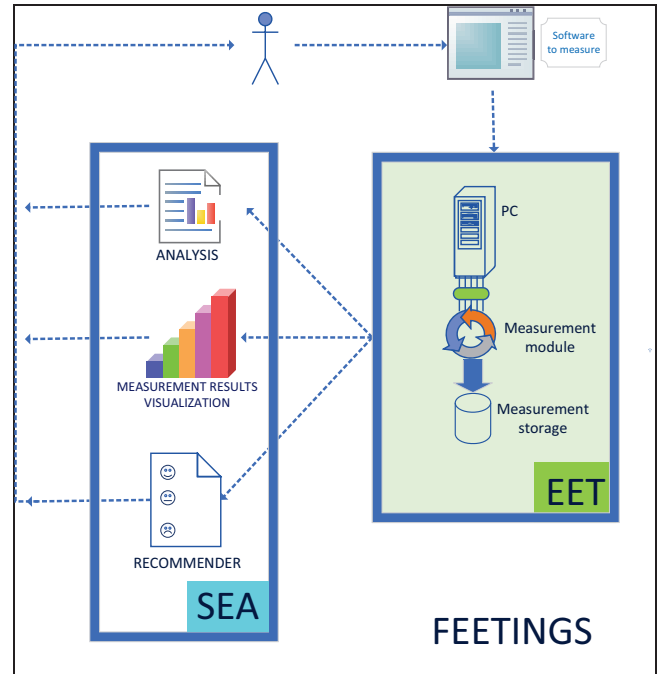 Software
to measure
ANALYSIS
MEASUREMENT RESULTS
VISUALIZATION
RECOMMENDER
SEA
PC
Measurement
module
Measurement
storage
EET
FEETINGS